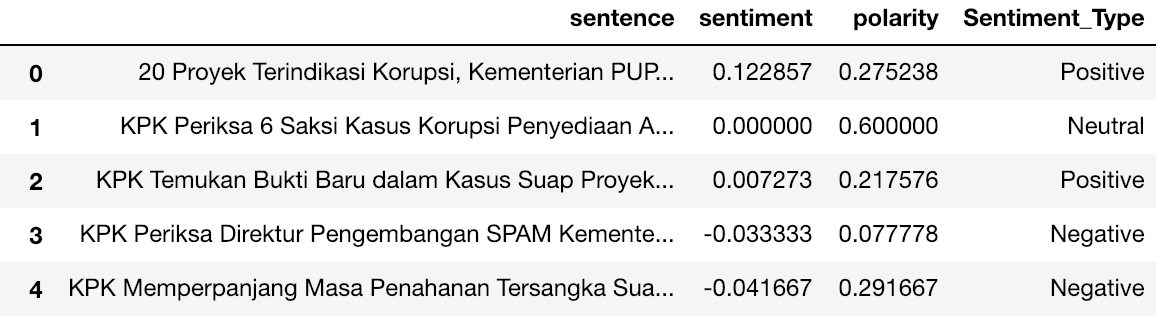 sentence sentiment polarity Sentiment_Type
0 20 Proyek Terindikasi Korupsi, Kementerian PUP... 0.122857 0.275238 Positive
1 KPK Periksa 6 Saksi Kasus Korupsi Penyediaan A... 0.000000 0.600000 Neutral
2 KPK Temukan Bukti Baru dalam Kasus Suap Proyek... 0.007273 0.217576 Positive
3 KPK Periksa Direktur Pengembangan SPAM Kemente... -0.033333 0.077778 Negative
4 KPK Memperpanjang Masa Penahanan Tersangka Sua... -0.041667 0.291667 Negative